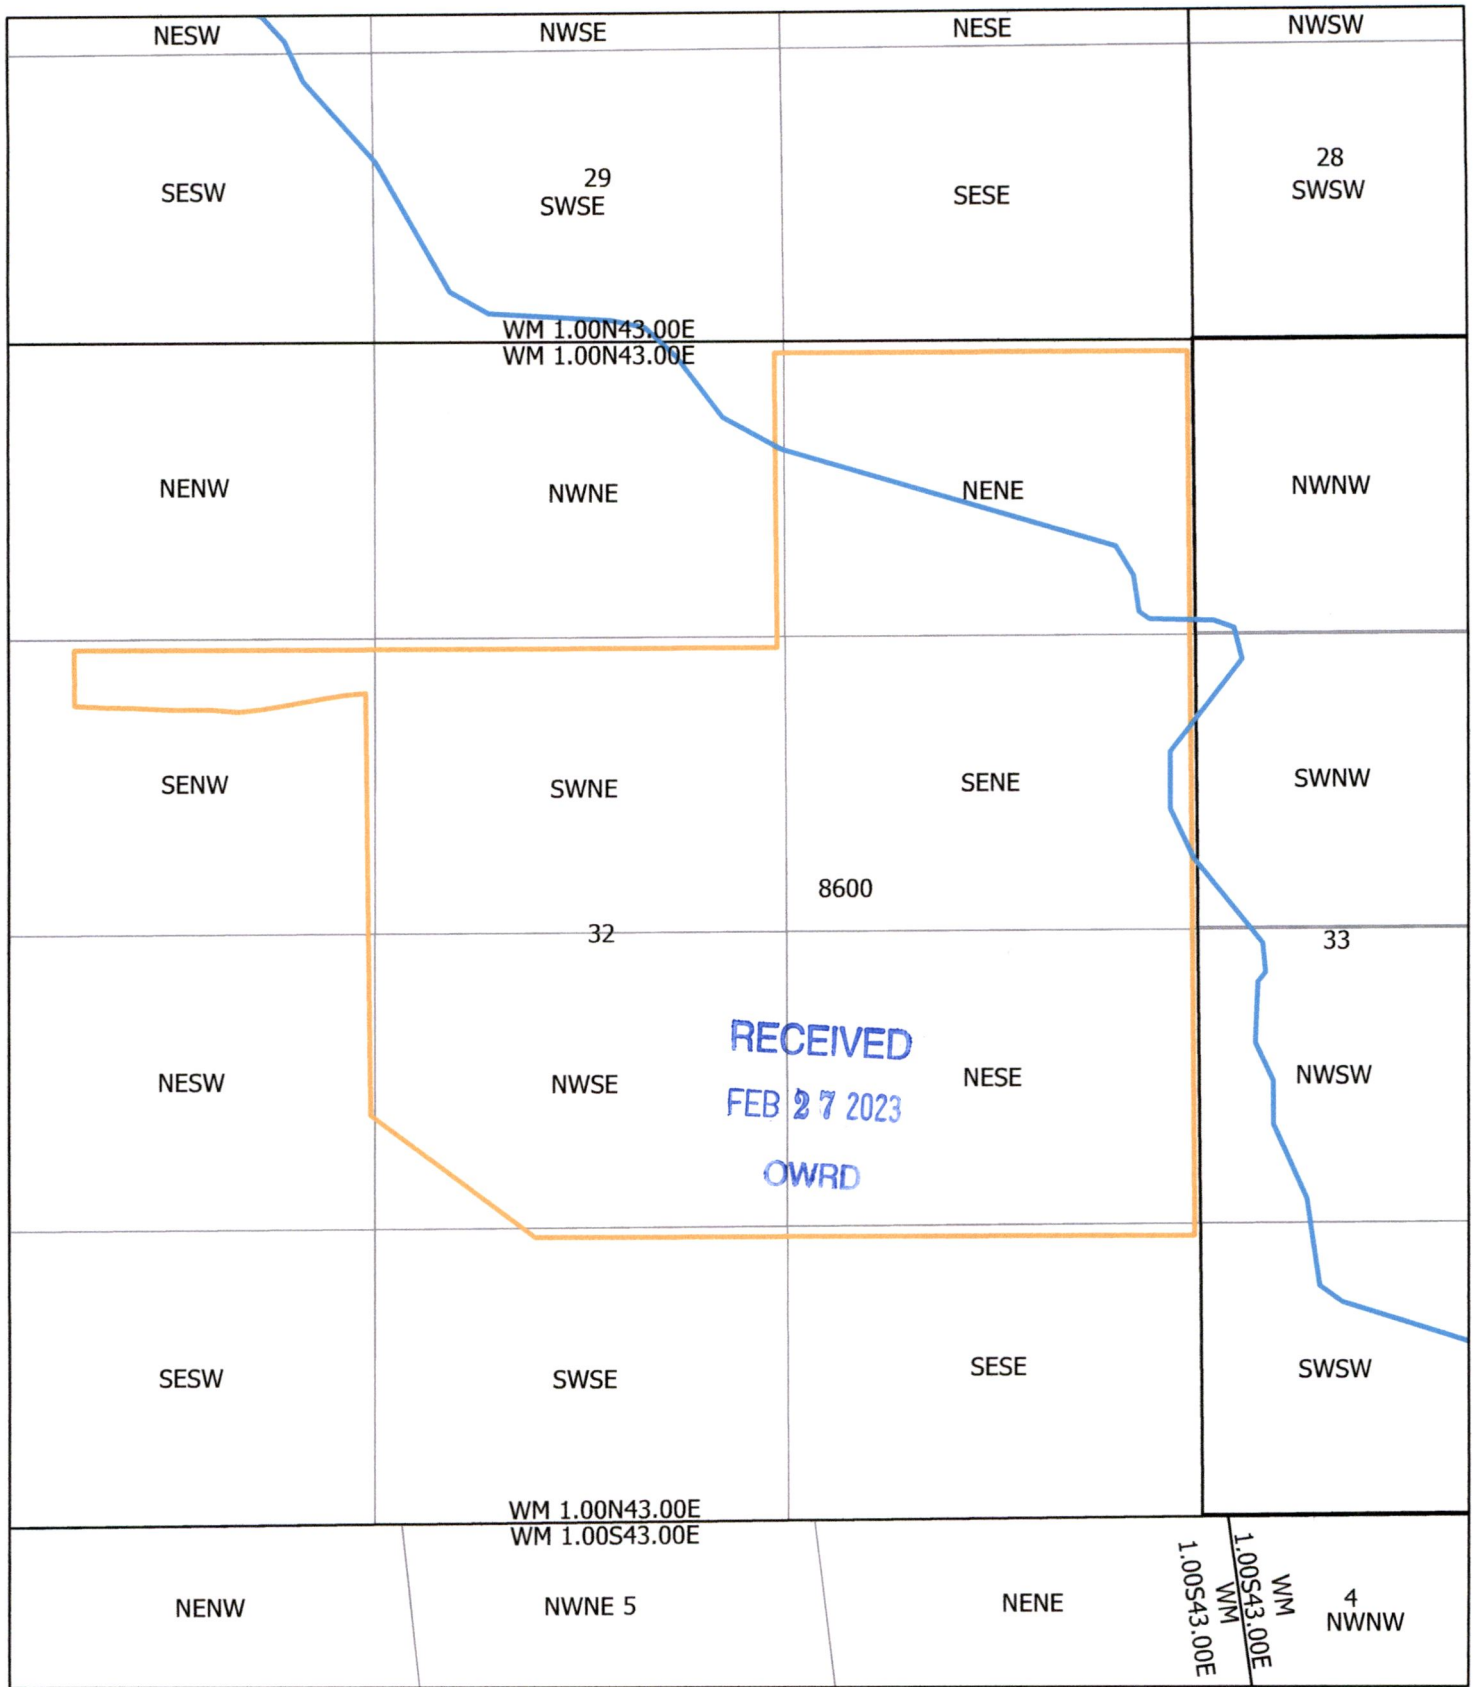 NESW
NWSE
NESE
NWSW
SESW
29
SWSE
SESE
28
SWSW
WM 1.00N43.00E
WM 1.00N43.00E
NENW
NWNE
NENE
NWNW
SENW
SWNE
SENE
SWNW
8600
32
33
RECEIVED
FEB 27 2023
OWRD
NESW
NWSE
NESE
NWSW
SESW
SWSE
SESE
SWSW
WM 1.00N43.00E
WM 1.00S43.00E
NENW
NWNE 5
NENE
WM
1.00S43.00E
WM
1.00S43.00E
4
NWNW